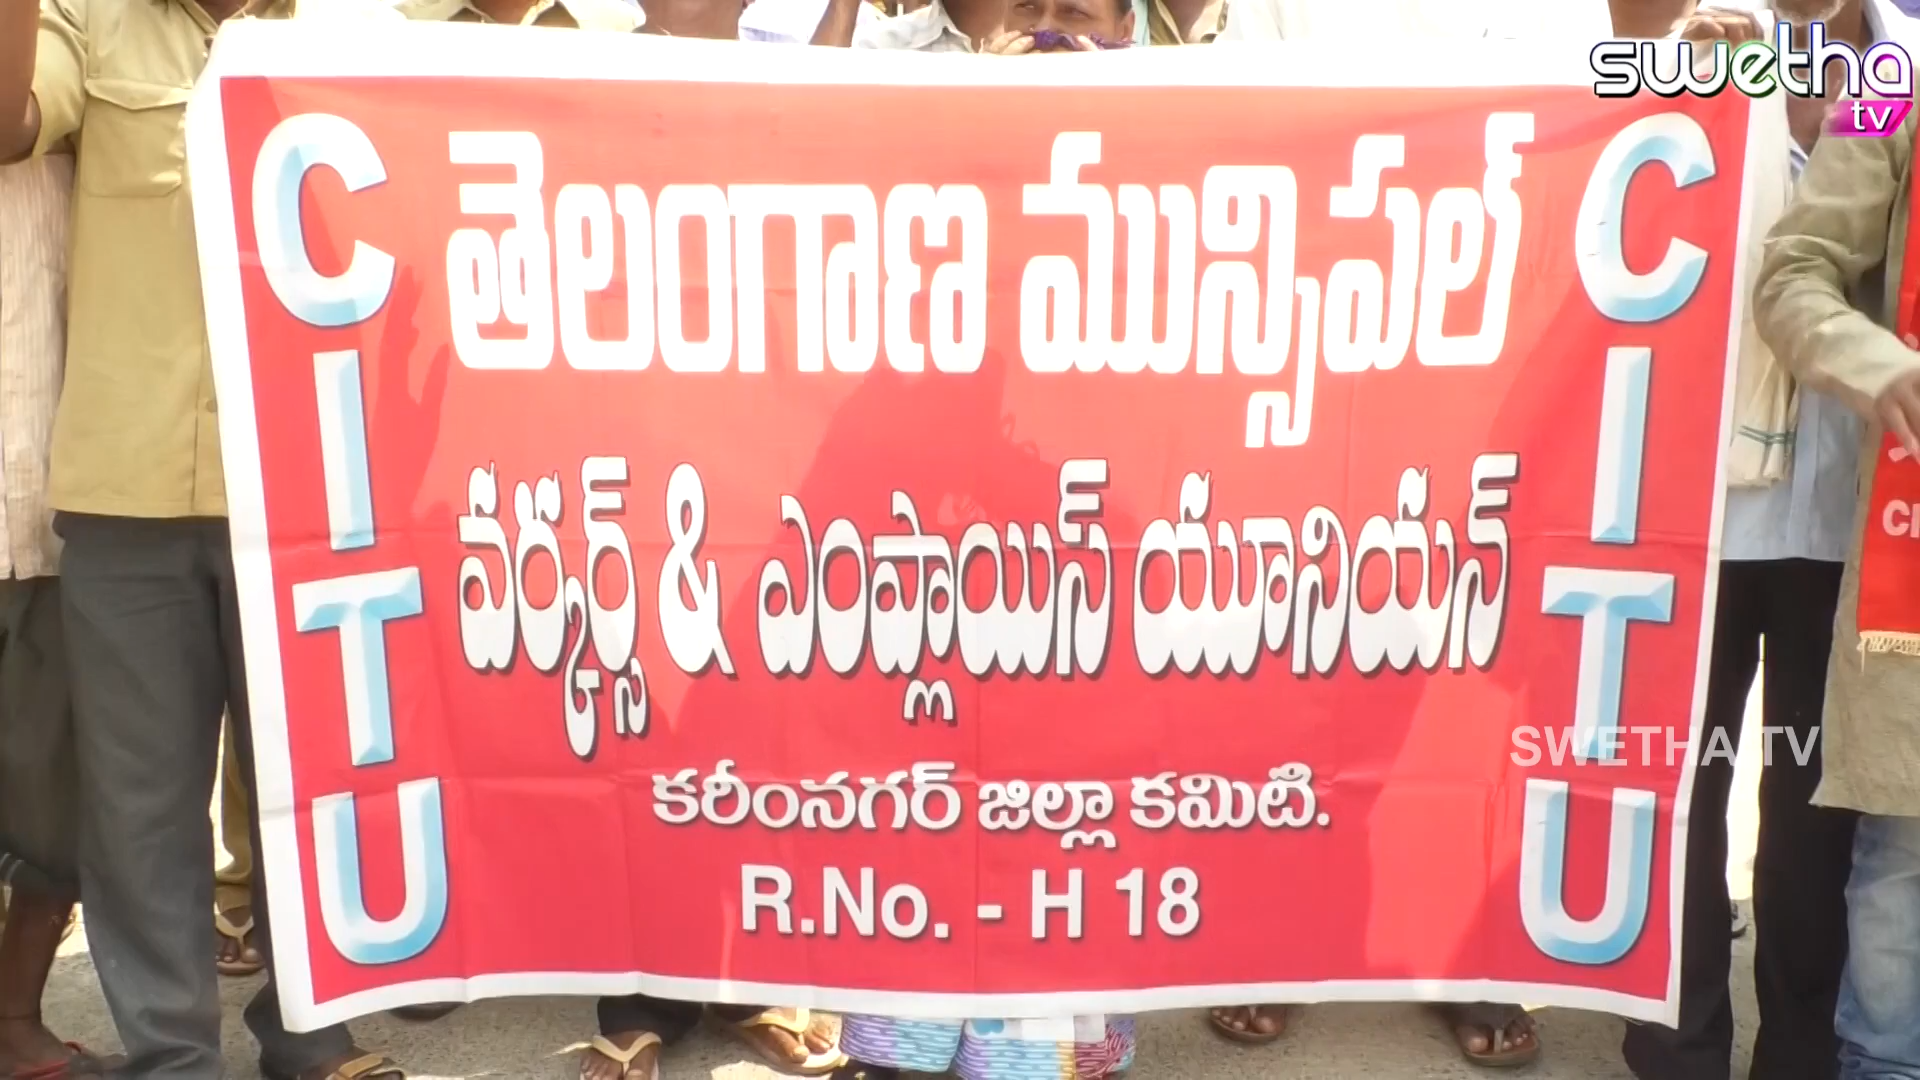 swetha
tv
CITU
తెలంగాణ మున్సిపల్
వర్కర్స్ & ఎంప్లాయిస్ యూనియన్
కరీంనగర్ జిల్లా కమిటి.
R.No. - H 18
CITU
SWETHA TV